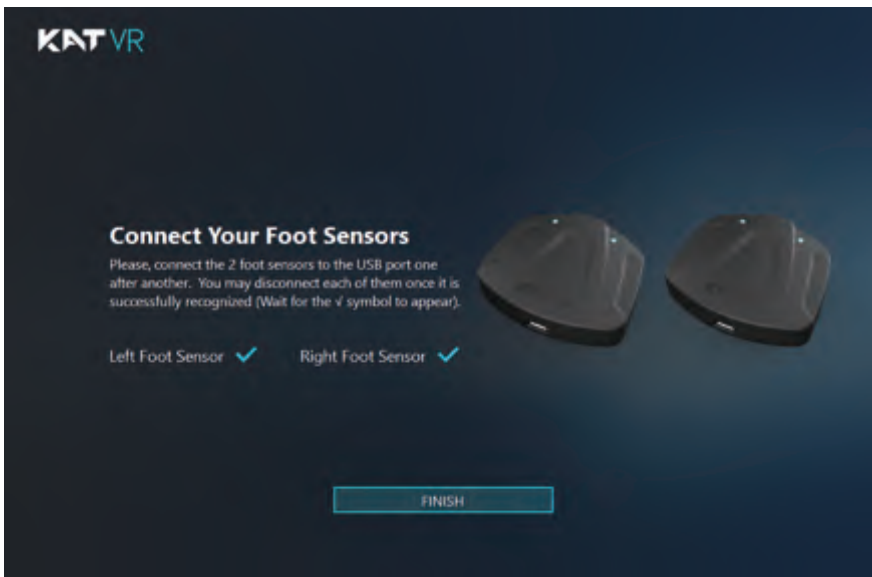 KAT VR
Connect Your Foot Sensors
Please, connect the 2 foot sensors to the USB port one
after another. You may disconnect each of them once it is
successfully recognized (Wait for the √ symbol to appear).
Left Foot Sensor ✓ Right Foot Sensor ✓
FINISH